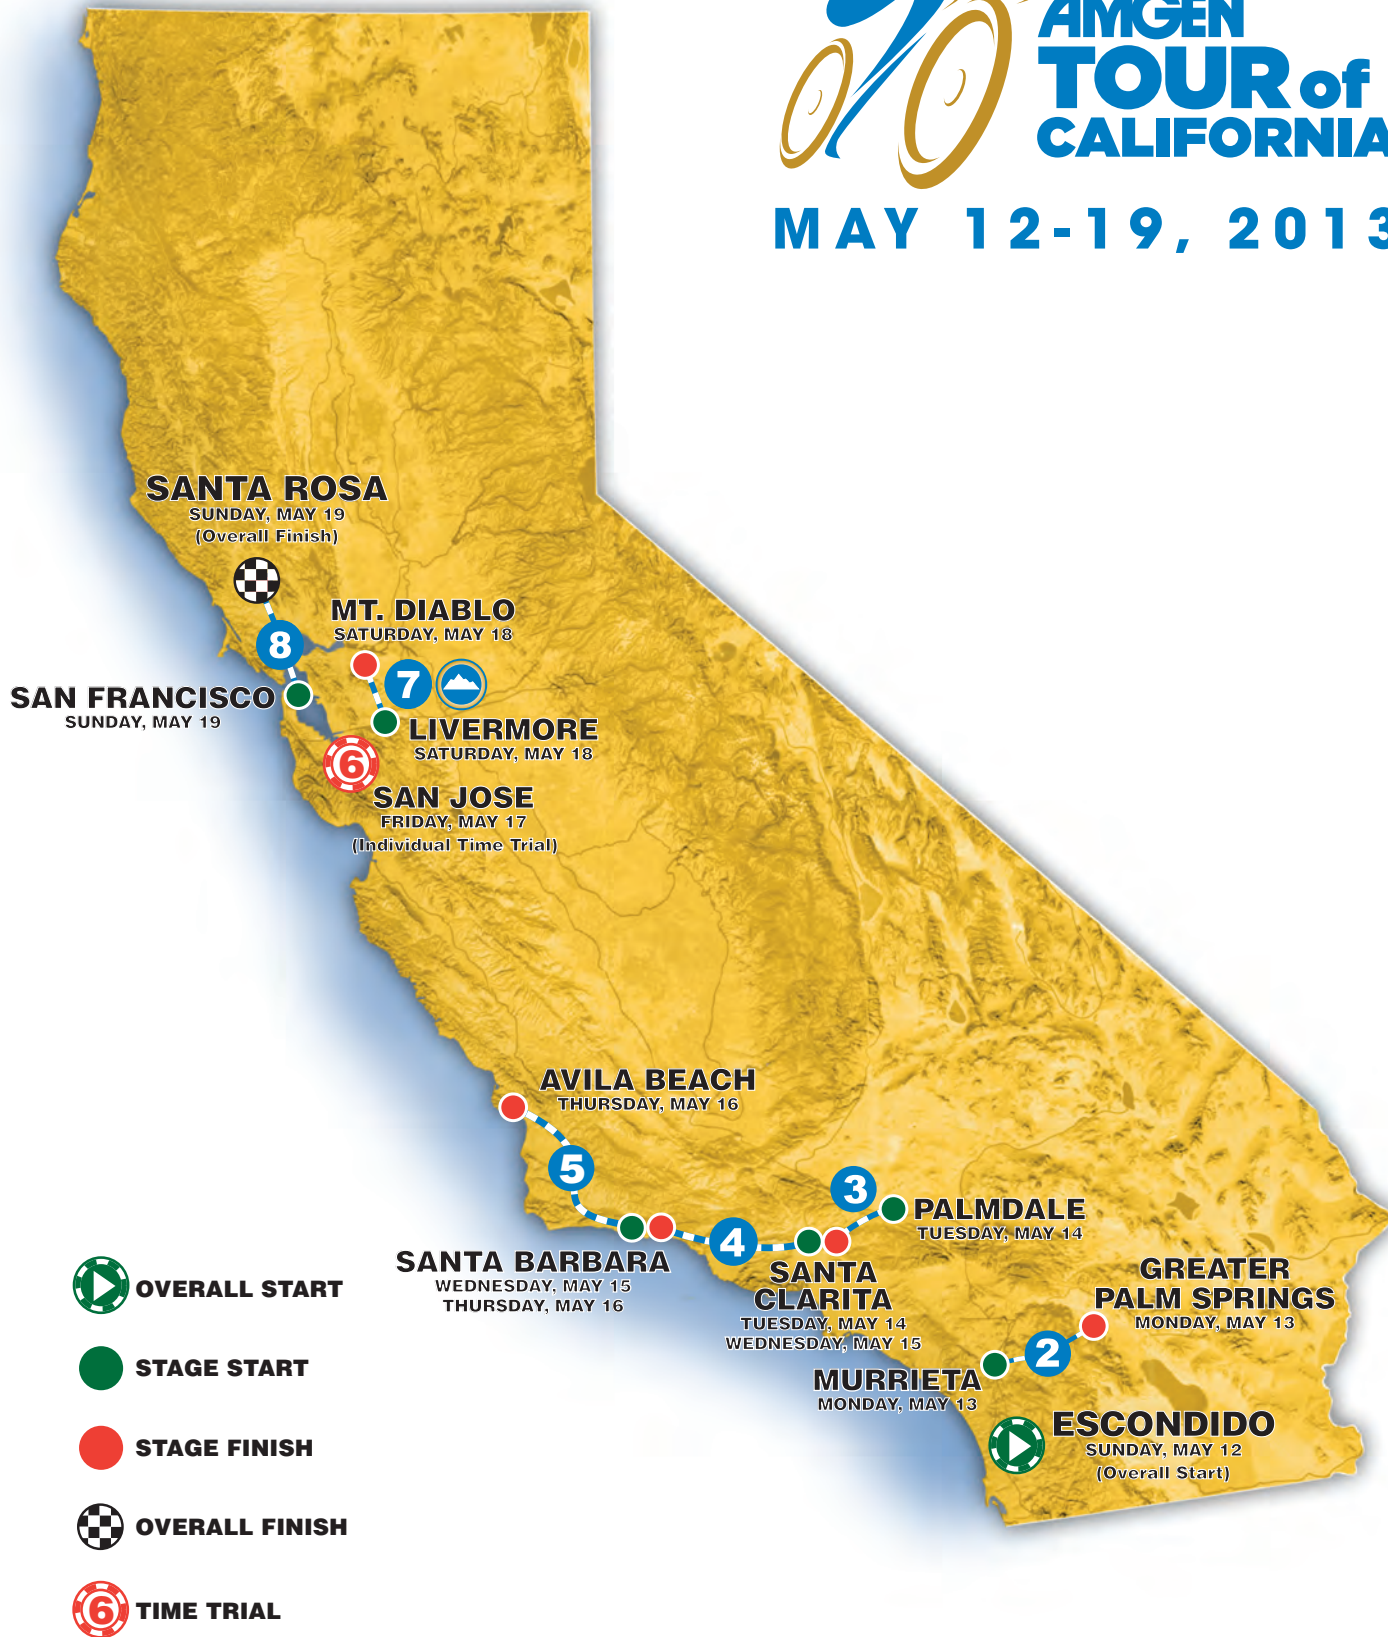 AMGEN
TOUR of
CALIFORNIA
MAY 12-19, 2013
SANTA ROSA
SUNDAY, MAY 19
(Overall Finish)
MT. DIABLO
SATURDAY, MAY 18
8
7
SAN FRANCISCO
SUNDAY, MAY 19
LIVERMORE
SATURDAY, MAY 18
6
SAN JOSE
FRIDAY, MAY 17
(Individual Time Trial)
AVILA BEACH
THURSDAY, MAY 16
5
3
PALMDALE
TUESDAY, MAY 14
4
SANTA BARBARA
WEDNESDAY, MAY 15
THURSDAY, MAY 16
SANTA
CLARITA
TUESDAY, MAY 14
WEDNESDAY, MAY 15
GREATER
PALM SPRINGS
MONDAY, MAY 13
2
MURRIETA
MONDAY, MAY 13
ESCONDIDO
SUNDAY, MAY 12
(Overall Start)
OVERALL START
STAGE START
STAGE FINISH
OVERALL FINISH
6 TIME TRIAL